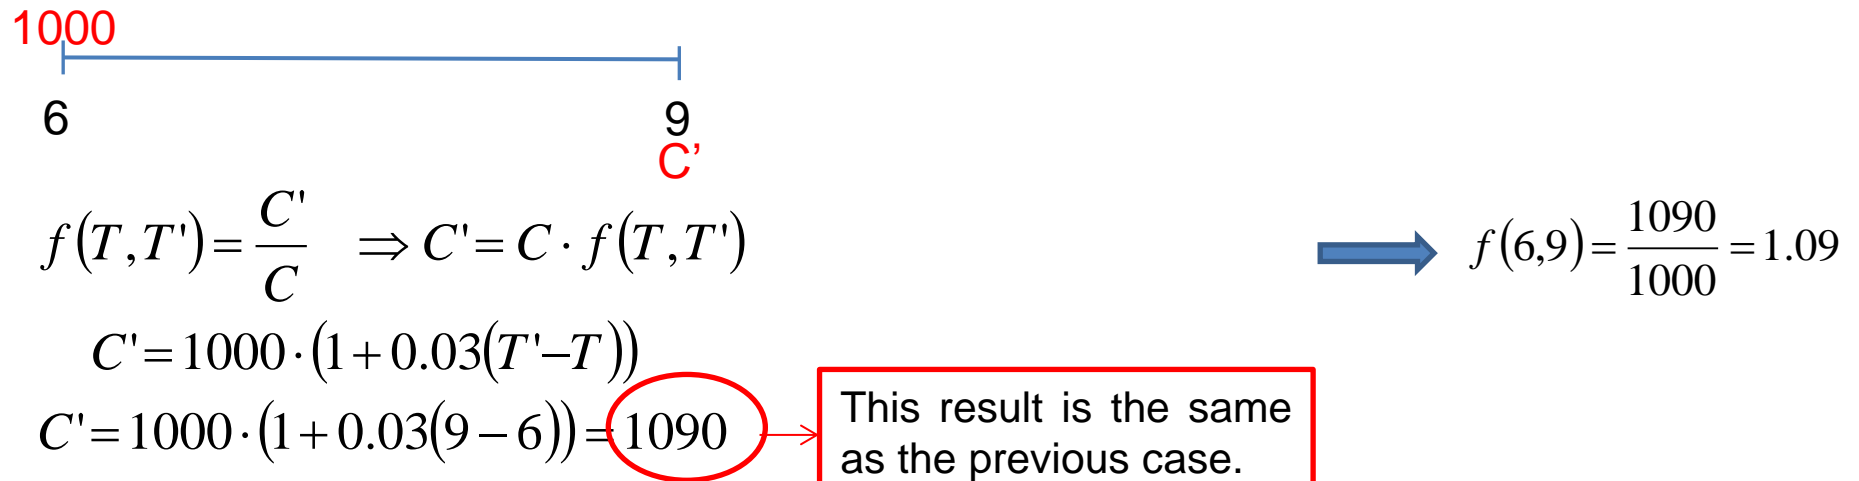 1000
6 9
C’
f(T,T')= C'/C ⇒ C'= C · f(T,T')
f(6,9)= 1090/1000 = 1.09
C'= 1000 · (1+0.03(T'−T))
C'= 1000 · (1+0.03(9−6)) = 1090
This result is the same
as the previous case.